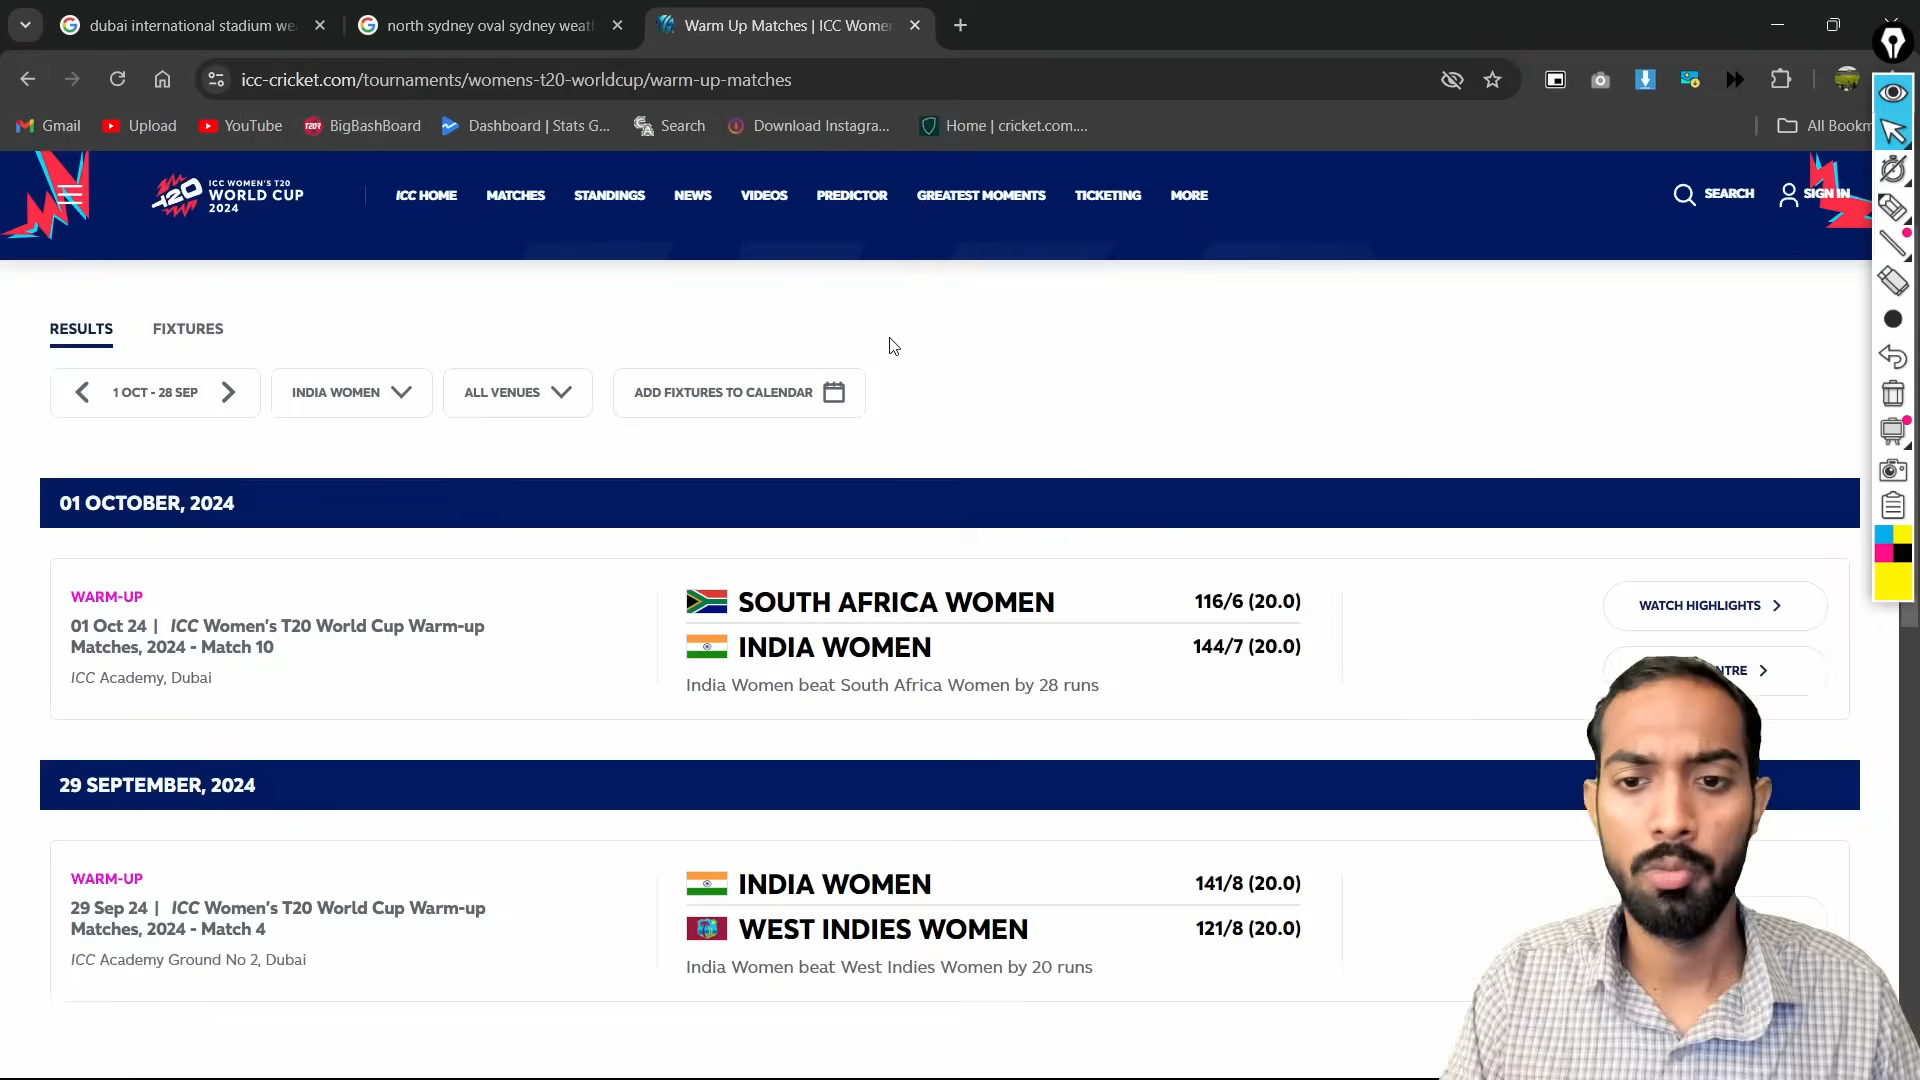 dubai international stadium we
north sydney oval sydney weat
Warm Up Matches | ICC Women
icc-cricket.com/tournaments/womens-t20-worldcup/warm-up-matches
Gmail
Upload
YouTube
BigBashBoard
Dashboard | Stats G...
Search
Download Instagra...
Home | cricket.com....
All Bookm
ICC WOMEN'S T20
WORLD CUP
2024
ICC HOME
MATCHES
STANDINGS
NEWS
VIDEOS
PREDICTOR
GREATEST MOMENTS
TICKETING
MORE
SEARCH
SIGN IN
RESULTS
FIXTURES
1 OCT - 28 SEP
INDIA WOMEN
ALL VENUES
ADD FIXTURES TO CALENDAR
01 OCTOBER, 2024
WARM-UP
01 Oct 24 | ICC Women's T20 World Cup Warm-up
Matches, 2024 - Match 10
ICC Academy, Dubai
SOUTH AFRICA WOMEN 116/6 (20.0)
INDIA WOMEN 144/7 (20.0)
India Women beat South Africa Women by 28 runs
WATCH HIGHLIGHTS
NTRE
29 SEPTEMBER, 2024
WARM-UP
29 Sep 24 | ICC Women's T20 World Cup Warm-up
Matches, 2024 - Match 4
ICC Academy Ground No 2, Dubai
INDIA WOMEN 141/8 (20.0)
WEST INDIES WOMEN 121/8 (20.0)
India Women beat West Indies Women by 20 runs